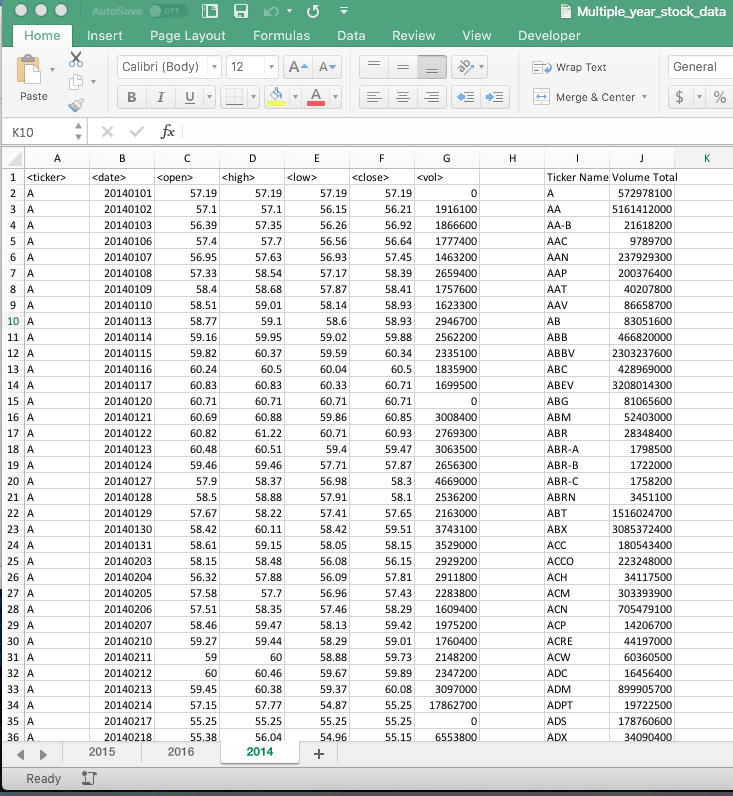 AutoSave OFF Multiple_year_stock_data
Home Insert Page Layout Formulas Data Review View Developer
Paste Calibri (Body) 12 A A Wrap Text General
B I U A Merge & Center $ %
K10 fx
A B C D E F G H I J K
1 <ticker> <date> <open> <high> <low> <close> <vol> Ticker Name Volume Total
2 A 20140101 57.19 57.19 57.19 57.19 0 A 572978100
3 A 20140102 57.1 57.1 56.15 56.21 1916100 AA 5161412000
4 A 20140103 56.39 57.35 56.26 56.92 1866600 AA-B 21618200
5 A 20140106 57.4 57.7 56.56 56.64 1777400 AAC 9789700
6 A 20140107 56.95 57.63 56.93 57.45 1463200 AAN 237929300
7 A 20140108 57.33 58.54 57.17 58.39 2659400 AAP 200376400
8 A 20140109 58.4 58.68 57.87 58.41 1757600 AAT 40207800
9 A 20140110 58.51 59.01 58.14 58.93 1623300 AAV 86658700
10 A 20140113 58.77 59.1 58.6 58.93 2946700 AB 83051600
11 A 20140114 59.16 59.95 59.02 59.88 2562200 ABB 466820000
12 A 20140115 59.82 60.37 59.59 60.34 2335100 ABBV 2303237600
13 A 20140116 60.24 60.5 60.04 60.5 1835900 ABC 428969000
14 A 20140117 60.83 60.83 60.33 60.71 1699500 ABEV 3208014300
15 A 20140120 60.71 60.71 60.71 60.71 0 ABG 81065600
16 A 20140121 60.69 60.88 59.86 60.85 3008400 ABM 52403000
17 A 20140122 60.82 61.22 60.71 60.93 2769300 ABR 28348400
18 A 20140123 60.48 60.51 59.4 59.47 3063500 ABR-A 1798500
19 A 20140124 59.46 59.46 57.71 57.87 2656300 ABR-B 1722000
20 A 20140127 57.9 58.37 56.98 58.3 4669000 ABR-C 1758200
21 A 20140128 58.5 58.88 57.91 58.1 2536200 ABRN 3451100
22 A 20140129 57.67 58.22 57.41 57.65 2163000 ABT 1516024700
23 A 20140130 58.42 60.11 58.42 59.51 3743100 ABX 3085372400
24 A 20140131 58.61 59.15 58.05 58.15 3529000 ACC 180543400
25 A 20140203 58.15 58.48 56.08 56.15 2929200 ACCO 223248000
26 A 20140204 56.32 57.88 56.09 57.81 2911800 ACH 34117500
27 A 20140205 57.58 57.7 56.96 57.43 2283800 ACM 303393900
28 A 20140206 57.51 58.35 57.46 58.29 1609400 ACN 705479100
29 A 20140207 58.46 59.47 58.13 59.42 1975200 ACP 14206700
30 A 20140210 59.27 59.44 58.29 59.01 1760400 ACRE 44197000
31 A 20140211 59 60 58.88 59.73 2148200 ACW 60360500
32 A 20140212 60 60.46 59.67 59.89 2347200 ADC 16456400
33 A 20140213 59.45 60.38 59.37 60.08 3097000 ADM 899905700
34 A 20140214 57.15 57.77 54.87 55.25 17862700 ADPT 19722500
35 A 20140217 55.25 55.25 55.25 55.25 0 ADS 178760600
36 A 20140218 55.38 56.04 54.96 55.15 6553800 ADX 34090400
2015 2016 2014 +
Ready